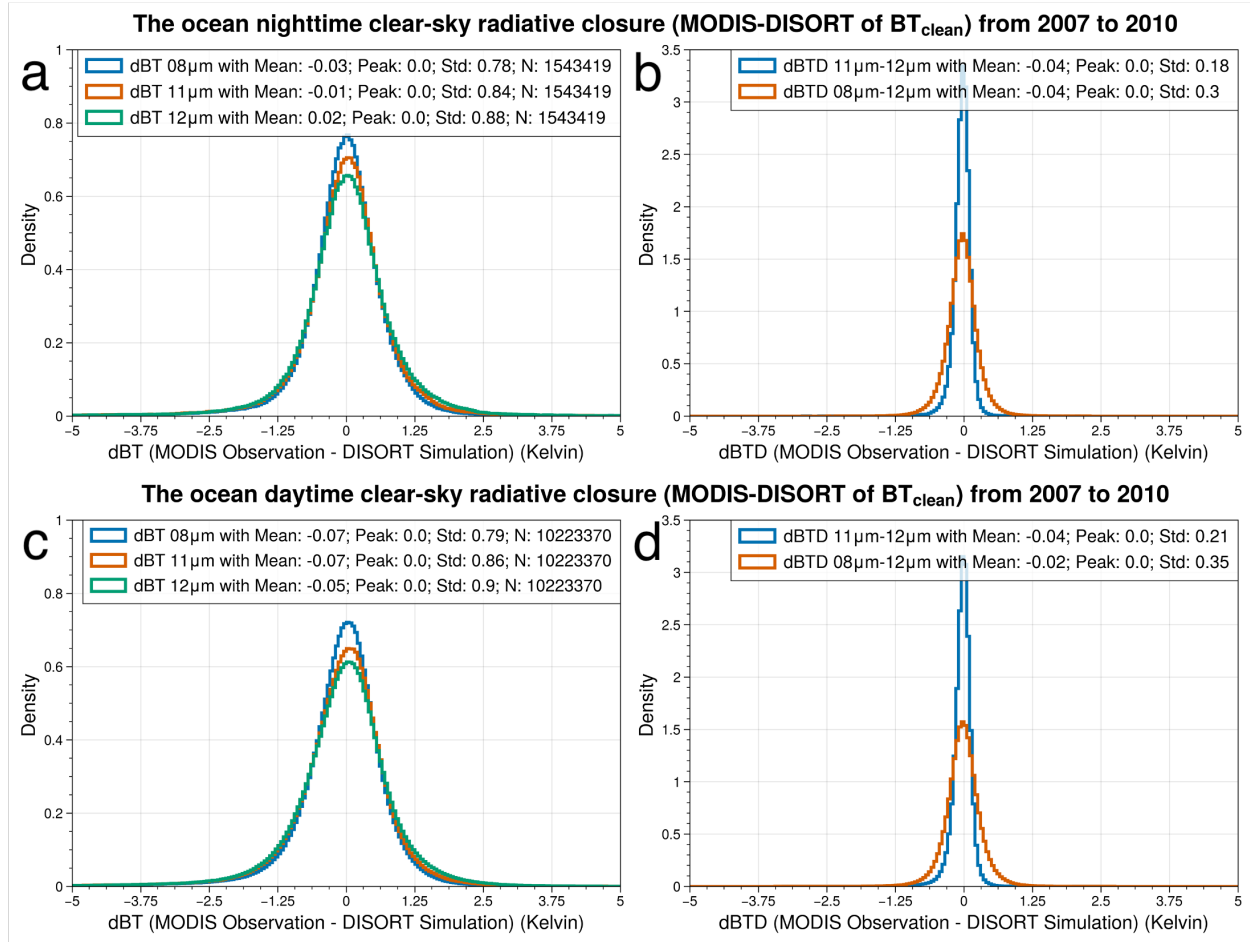 The ocean nighttime clear-sky radiative closure (MODIS-DISORT of BTclean) from 2007 to 2010
a
dBT 08µm with Mean: -0.03; Peak: 0.0; Std: 0.78; N: 1543419
dBT 11µm with Mean: -0.01; Peak: 0.0; Std: 0.84; N: 1543419
dBT 12µm with Mean: 0.02; Peak: 0.0; Std: 0.88; N: 1543419
1
0.8
0.6
0.4
0.2
0
Density
−5 −3.75 −2.5 −1.25 0 1.25 2.5 3.75 5
dBT (MODIS Observation - DISORT Simulation) (Kelvin)
b
dBTD 11µm-12µm with Mean: -0.04; Peak: 0.0; Std: 0.18
dBTD 08µm-12µm with Mean: -0.04; Peak: 0.0; Std: 0.3
3.5
3
2.5
2
1.5
1
0.5
0
Density
−5 −3.75 −2.5 −1.25 0 1.25 2.5 3.75 5
dBTD (MODIS Observation - DISORT Simulation) (Kelvin)
The ocean daytime clear-sky radiative closure (MODIS-DISORT of BTclean) from 2007 to 2010
c
dBT 08µm with Mean: -0.07; Peak: 0.0; Std: 0.79; N: 10223370
dBT 11µm with Mean: -0.07; Peak: 0.0; Std: 0.86; N: 10223370
dBT 12µm with Mean: -0.05; Peak: 0.0; Std: 0.9; N: 10223370
1
0.8
0.6
0.4
0.2
0
Density
−5 −3.75 −2.5 −1.25 0 1.25 2.5 3.75 5
dBT (MODIS Observation - DISORT Simulation) (Kelvin)
d
dBTD 11µm-12µm with Mean: -0.04; Peak: 0.0; Std: 0.21
dBTD 08µm-12µm with Mean: -0.02; Peak: 0.0; Std: 0.35
3.5
3
2.5
2
1.5
1
0.5
0
Density
−5 −3.75 −2.5 −1.25 0 1.25 2.5 3.75 5
dBTD (MODIS Observation - DISORT Simulation) (Kelvin)